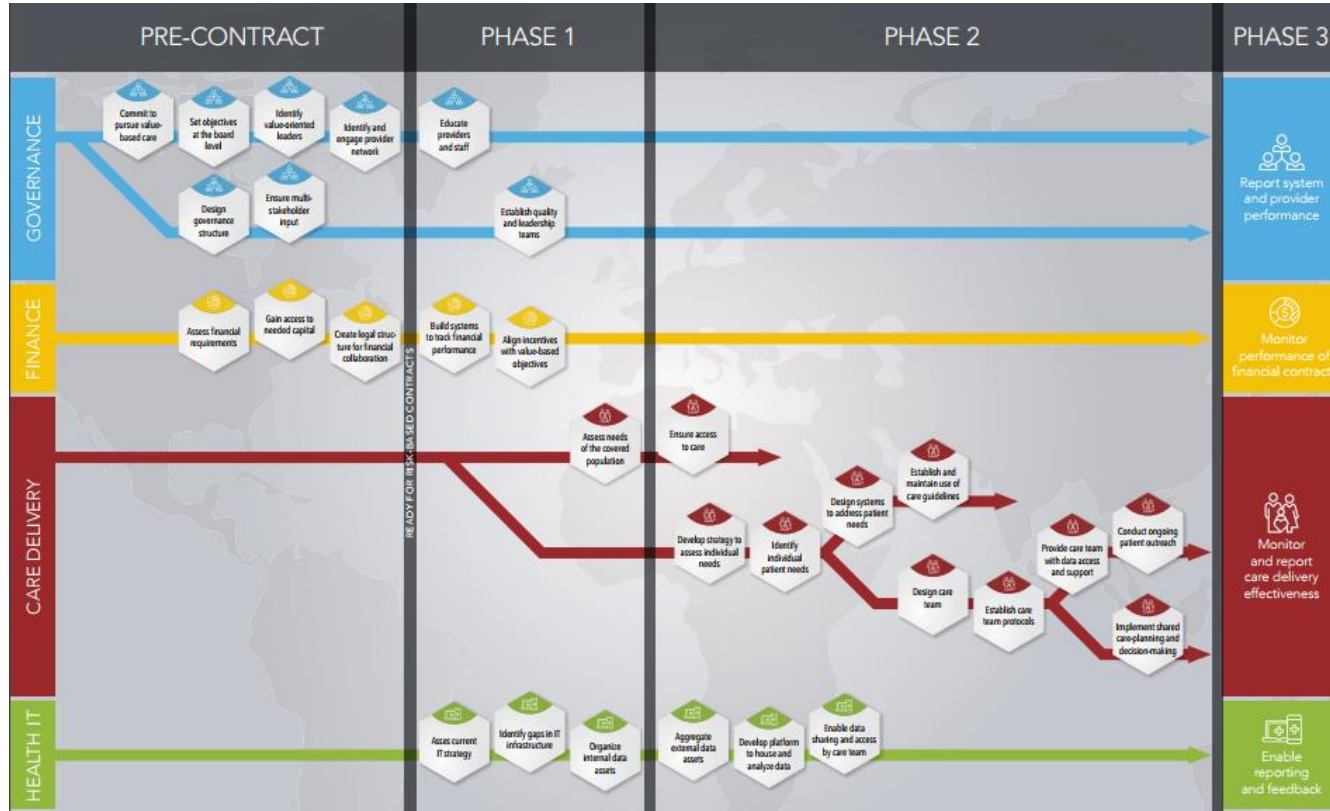 PRE-CONTRACT
PHASE 1
PHASE 2
PHASE 3
GOVERNANCE
Commit to
pursue value-
based care
Set objectives
at the board
level
Identify
value-oriented
leaders
Identify and
engage provider
network
Educate
providers
and staff
Design
governance
structure
Ensure multi-
stakeholder
input
Establish quality
and leadership
teams
Report system
and provider
performance
FINANCE
Assess financial
requirements
Gain access to
needed capital
Create legal struc-
ture for financial
collaboration
Build systems
to track financial
performance
Align incentives
with value-based
objectives
Monitor
performance of
financial contract
READY FOR RISK-BASED CONTRACTS
CARE DELIVERY
Assess needs
of the covered
population
Ensure access
to care
Develop strategy to
assess individual
needs
Identify
individual
patient needs
Design systems
to address patient
needs
Establish and
maintain use of
care guidelines
Design care
team
Establish care
team protocols
Provide care team
with data access
and support
Conduct ongoing
patient outreach
Implement shared
care-planning and
decision-making
Monitor
and report
care delivery
effectiveness
HEALTH IT
Asses current
IT strategy
Identify gaps in IT
infrastructure
Organize
internal data
assets
Aggregate
external data
assets
Develop platform
to house and
analyze data
Enable data
sharing and access
by care team
Enable
reporting
and feedback